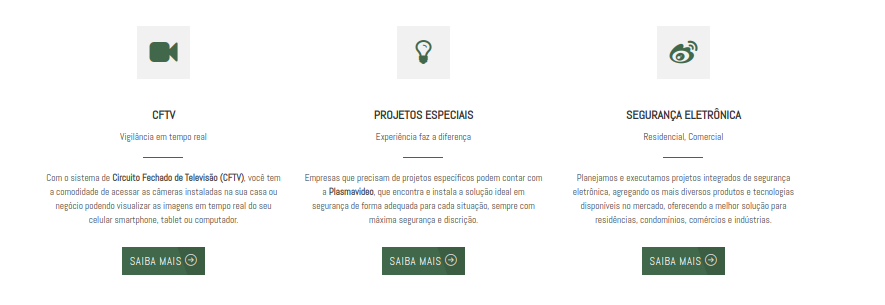 CFTV
Vigilância em tempo real
Com o sistema de Circuito Fechado de Televisão (CFTV), você tem
a comodidade de acessar as câmeras instaladas na sua casa ou
negócio podendo visualizar as imagens em tempo real do seu
celular smartphone, tablet ou computador.
SAIBA MAIS
PROJETOS ESPECIAIS
Experiência faz a diferença
Empresas que precisam de projetos específicos podem contar com
a Plasmavideo, que encontra e instala a solução ideal em
segurança de forma adequada para cada situação, sempre com
máxima segurança e discrição.
SAIBA MAIS
SEGURANÇA ELETRÔNICA
Residencial, Comercial
Planejamos e executamos projetos integrados de segurança
eletrônica, agregando os mais diversos produtos e tecnologias
disponíveis no mercado, oferecendo a melhor solução para
residências, condomínios, comércios e indústrias.
SAIBA MAIS